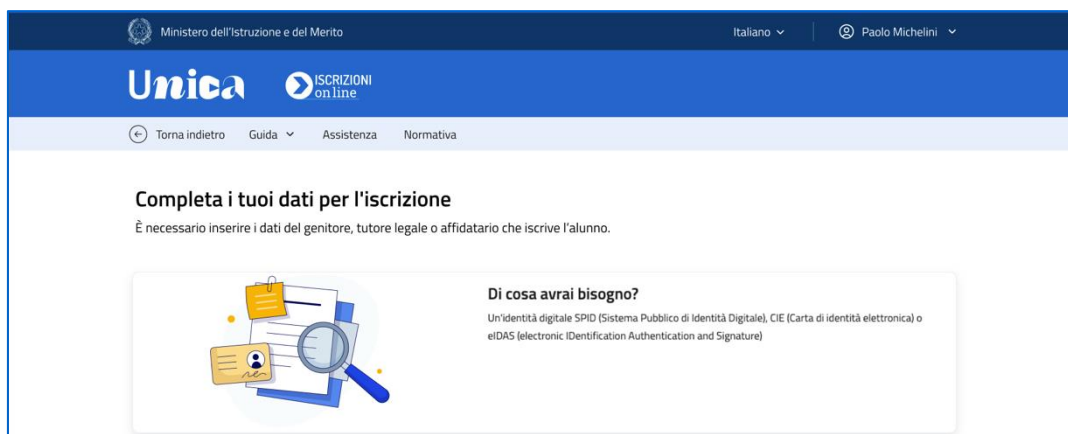 Ministero dell'Istruzione e del Merito Italiano Paolo Michelini
Unica ISCRIZIONI
online
Torna indietro Guida Assistenza Normativa
Completa i tuoi dati per l'iscrizione
È necessario inserire i dati del genitore, tutore legale o affidatario che iscrive l'alunno.
Di cosa avrai bisogno?
Un'identità digitale SPID (Sistema Pubblico di Identità Digitale), CIE (Carta di identità elettronica) o
eIDAS (electronic IDentification Authentication and Signature)